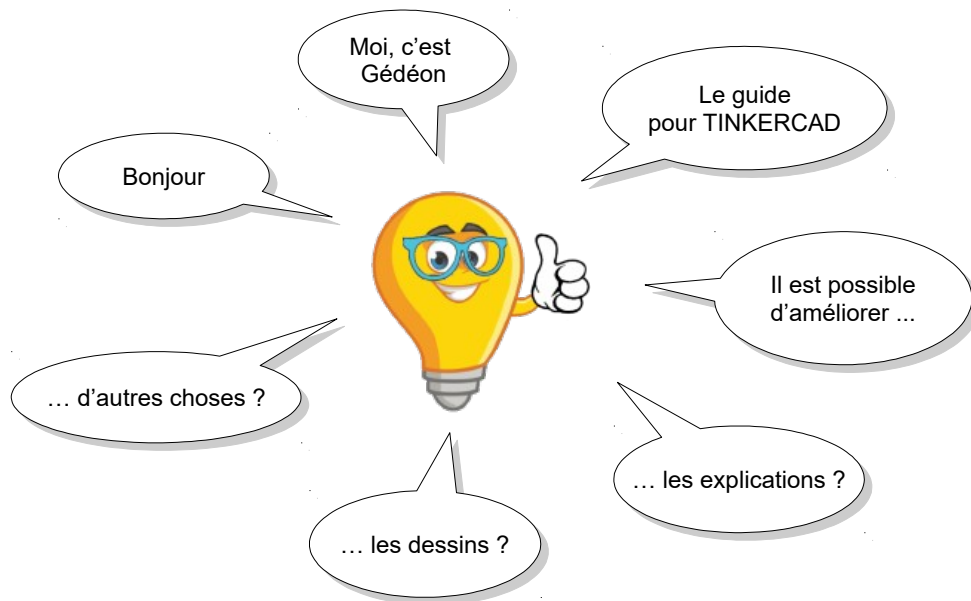 Bonjour
Moi, c’est
Gédéon
Le guide
pour TINKERCAD
Il est possible
d’améliorer ...
… les explications ?
… les dessins ?
… d’autres choses ?